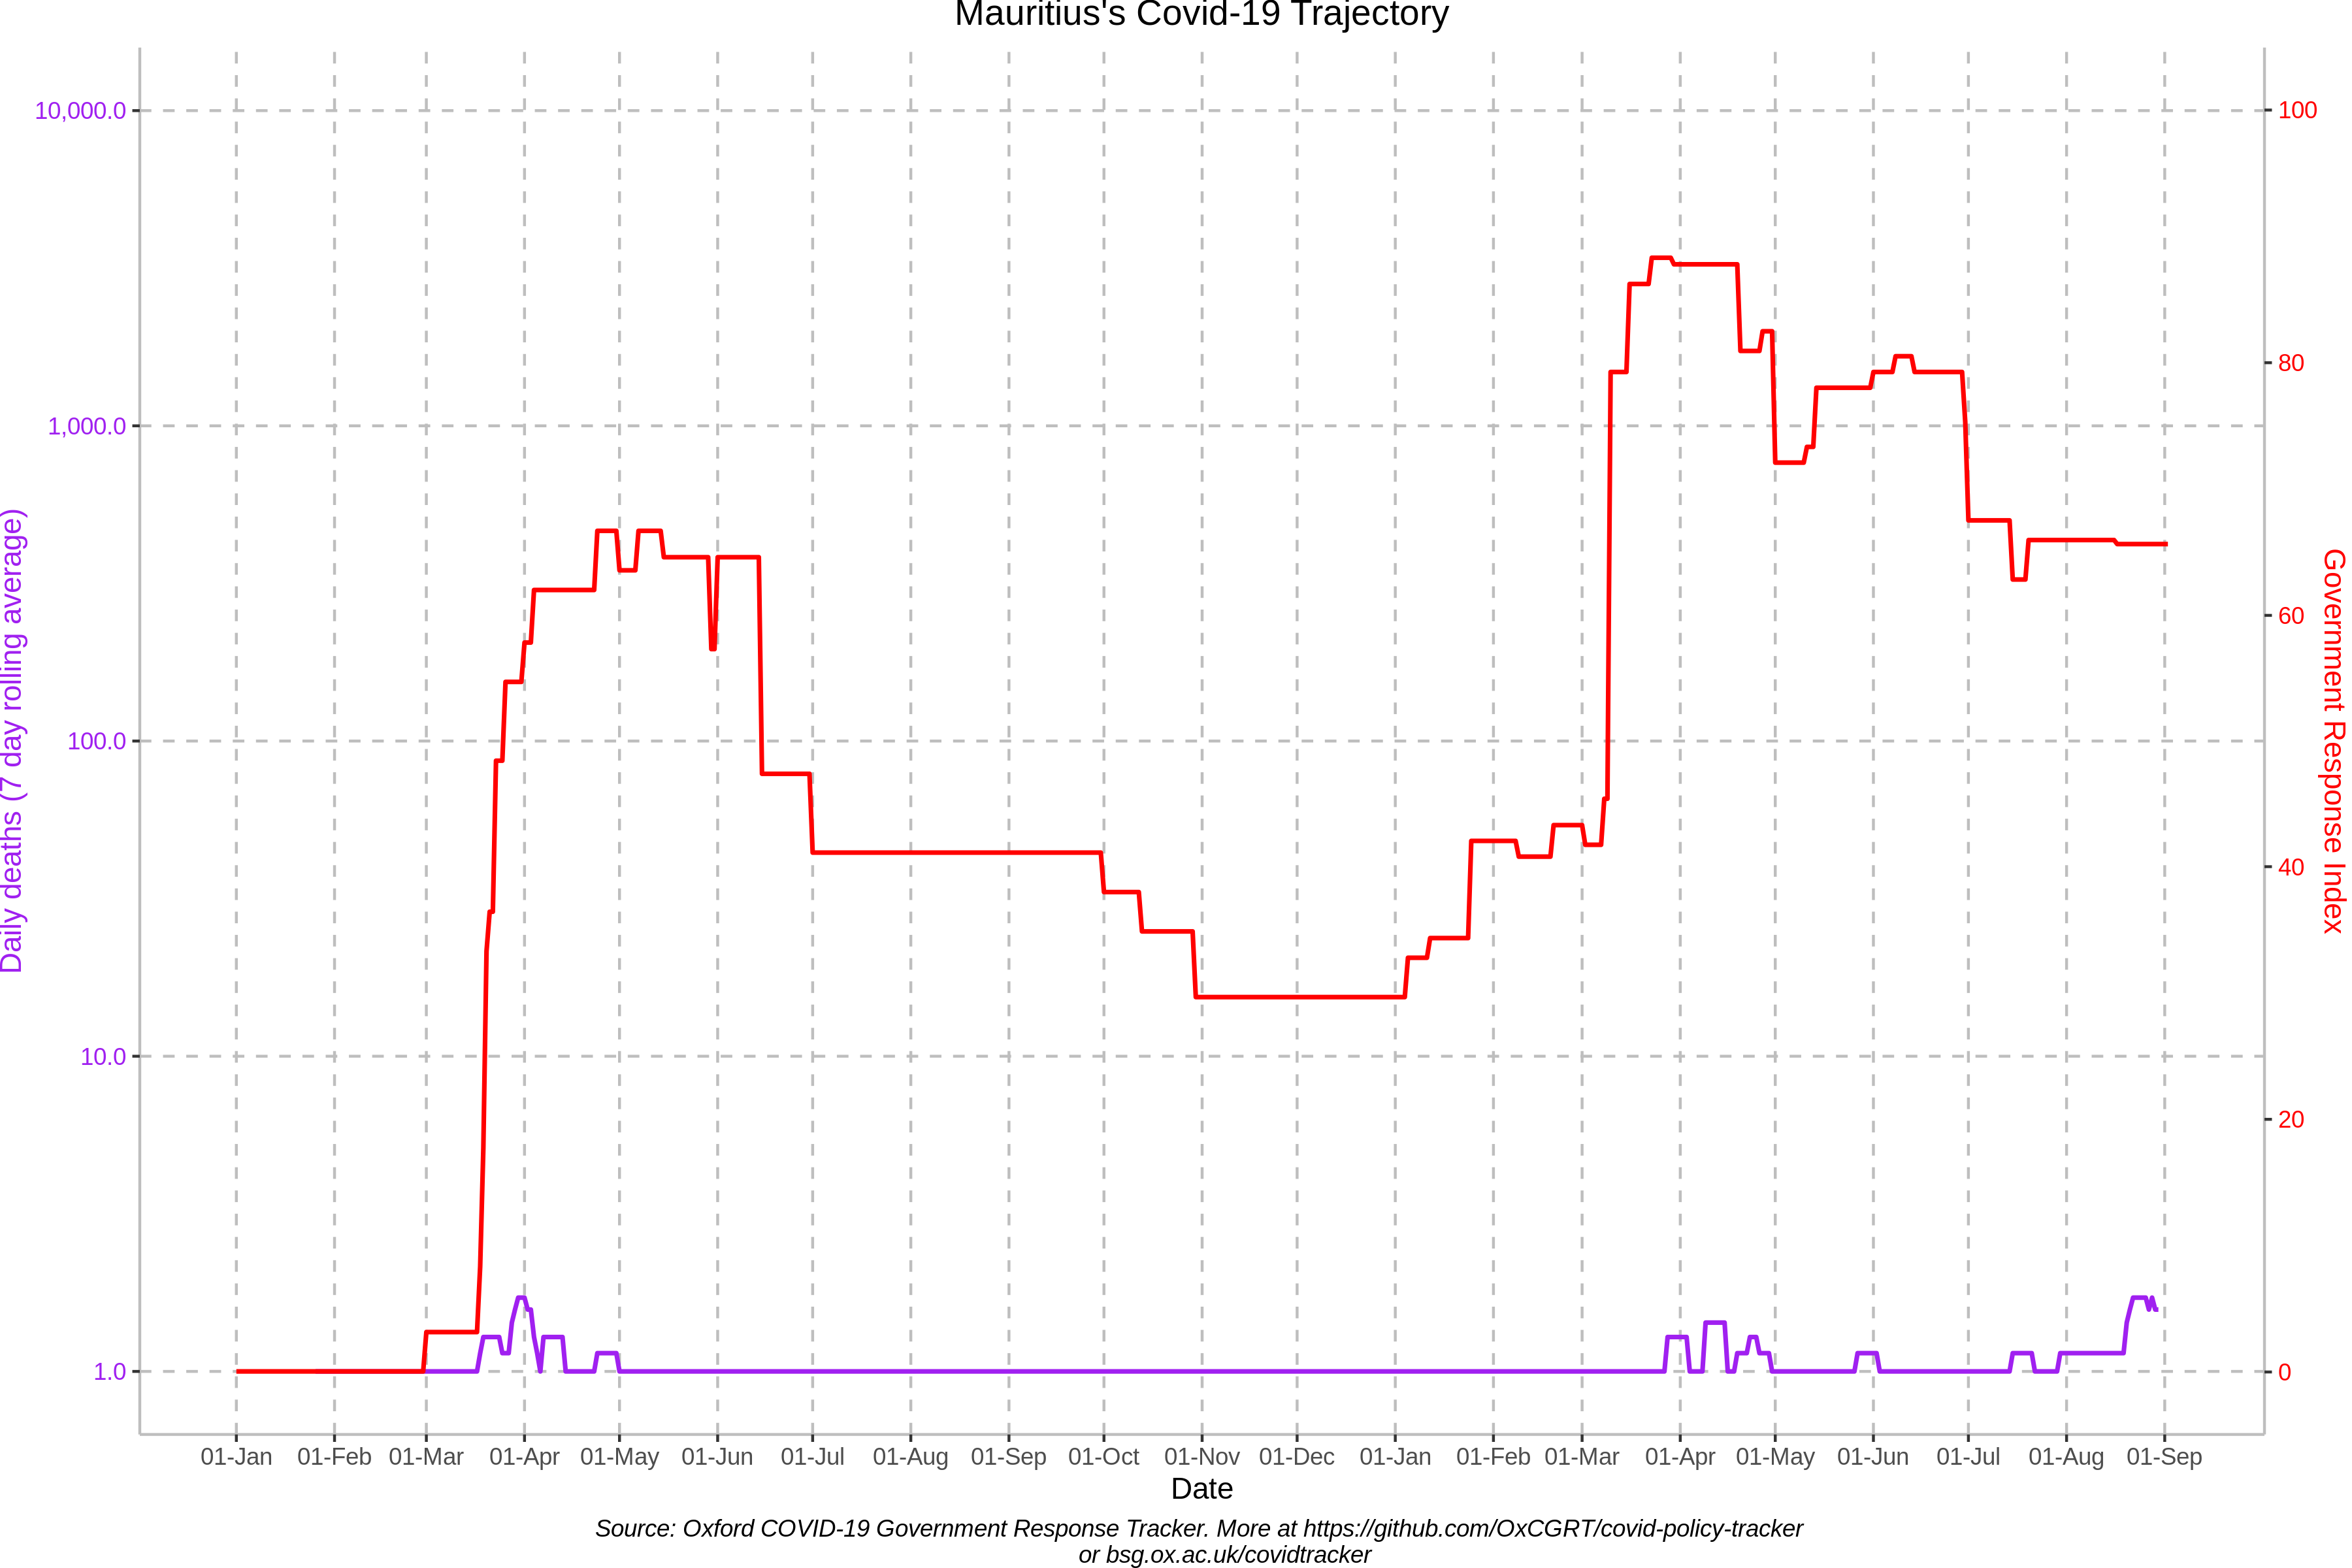 Mauritius's Covid-19 Trajectory
10,000.0
1,000.0
100.0
10.0
1.0
Daily deaths (7 day rolling average)
100
80
60
40
20
0
Government Response Index
01-Jan 01-Feb 01-Mar 01-Apr 01-May 01-Jun 01-Jul 01-Aug 01-Sep 01-Oct 01-Nov 01-Dec 01-Jan 01-Feb 01-Mar 01-Apr 01-May 01-Jun 01-Jul 01-Aug 01-Sep
Date
Source: Oxford COVID-19 Government Response Tracker. More at https://github.com/OxCGRT/covid-policy-tracker
or bsg.ox.ac.uk/covidtracker